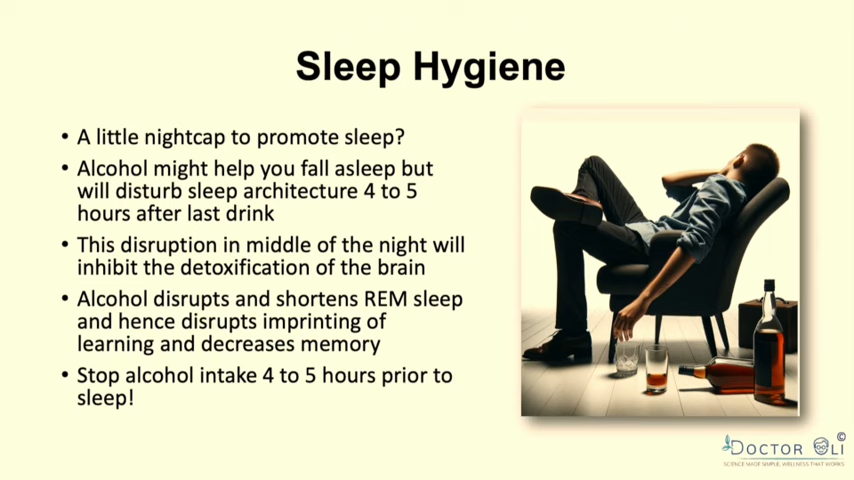 Sleep Hygiene
• A little nightcap to promote sleep?
• Alcohol might help you fall asleep but
will disturb sleep architecture 4 to 5
hours after last drink
• This disruption in middle of the night will
inhibit the detoxification of the brain
• Alcohol disrupts and shortens REM sleep
and hence disrupts imprinting of
learning and decreases memory
• Stop alcohol intake 4 to 5 hours prior to
sleep!
DOCTOR OLI ©
SCIENCE MADE SIMPLE, WELLNESS THAT WORKS